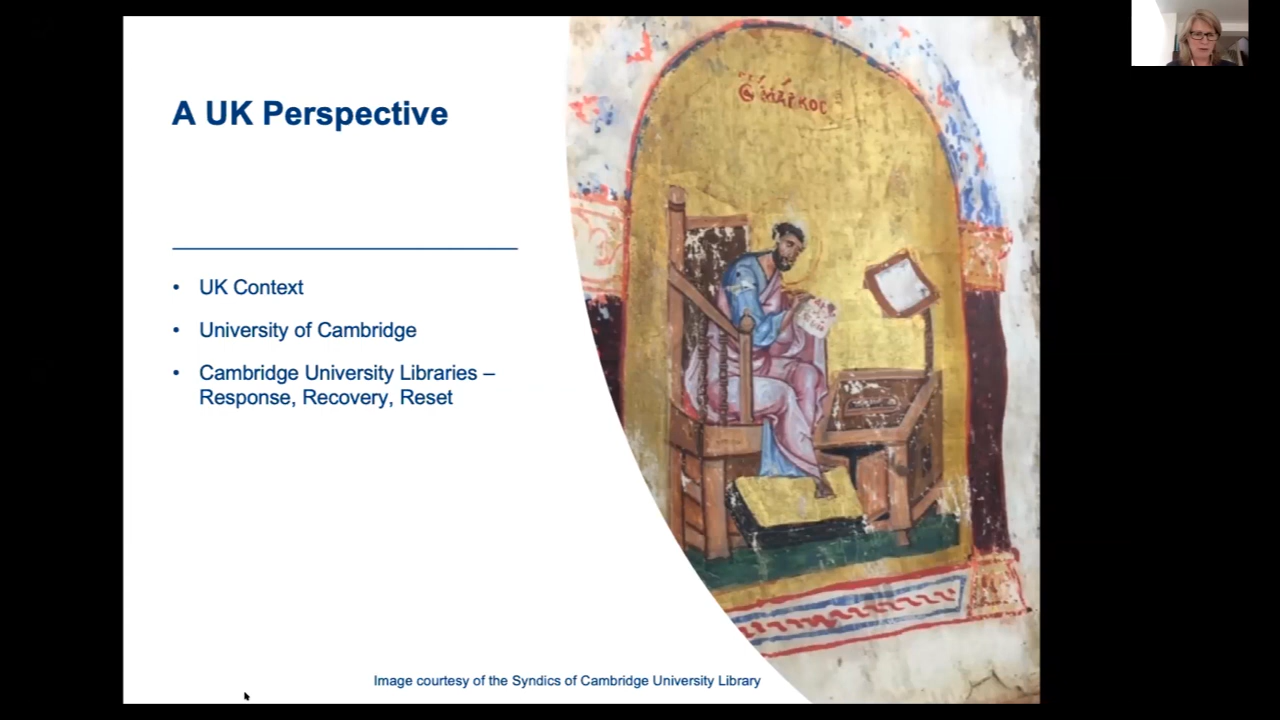 A UK Perspective
• UK Context
• University of Cambridge
• Cambridge University Libraries –
Response, Recovery, Reset
Image courtesy of the Syndics of Cambridge University Library
ΜΑΡΚΟC